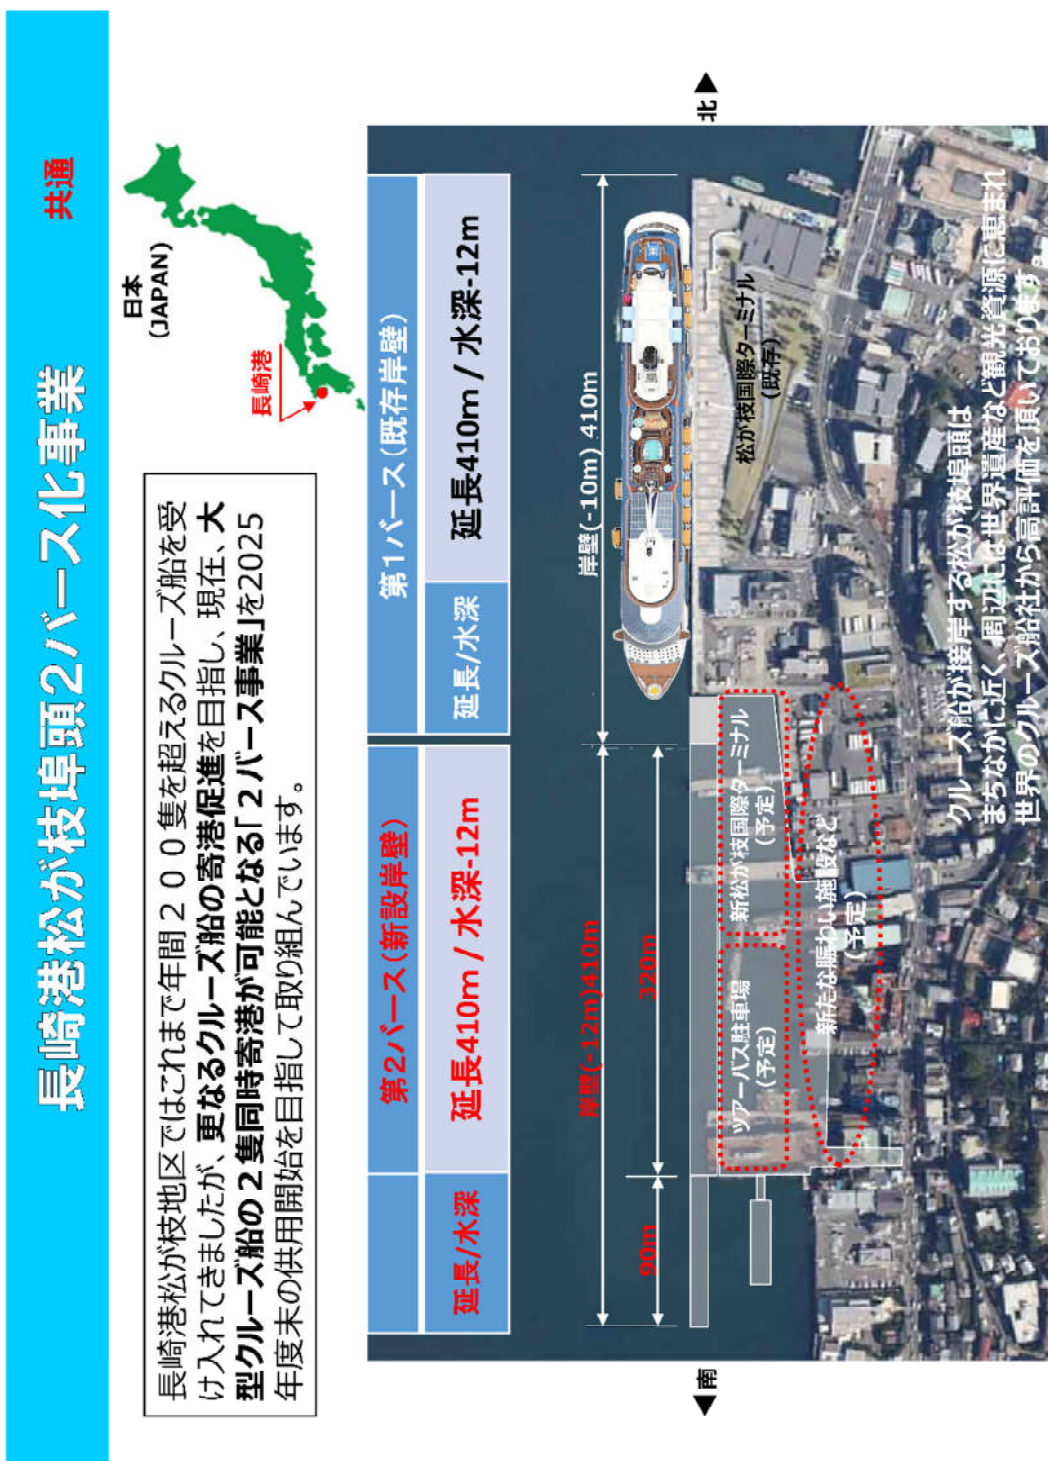 長崎港松が枝埠頭2バース化事業
共通
長崎港松が枝地区ではこれまで年間２００隻を超えるクルーズ船を受
け入れてきましたが、更なるクルーズ船の寄港促進を目指し、現在、大
型クルーズ船の２隻同時寄港が可能となる「２バース事業」を2025
年度末の供用開始を目指して取り組んでいます。
日本
(JAPAN)
長崎港
第2バース(新設岸壁)
第1バース(既存岸壁)
延長/水深
延長410m / 水深-12m
延長/水深
延長410m / 水深-12m
岸壁(-12m)410m
岸壁(-10m) 410m
90m
320m
◀南
北▶
ツアーバス駐車場
(予定)
新松が枝国際ターミナル
(予定)
松が枝国際ターミナル
(既存)
新たな賑わい施設など
(予定)
クルーズ船が接岸する松が枝埠頭は
まちなかに近く、周辺には世界遺産など観光資源に恵まれ
世界のクルーズ船社から高評価を頂いております。